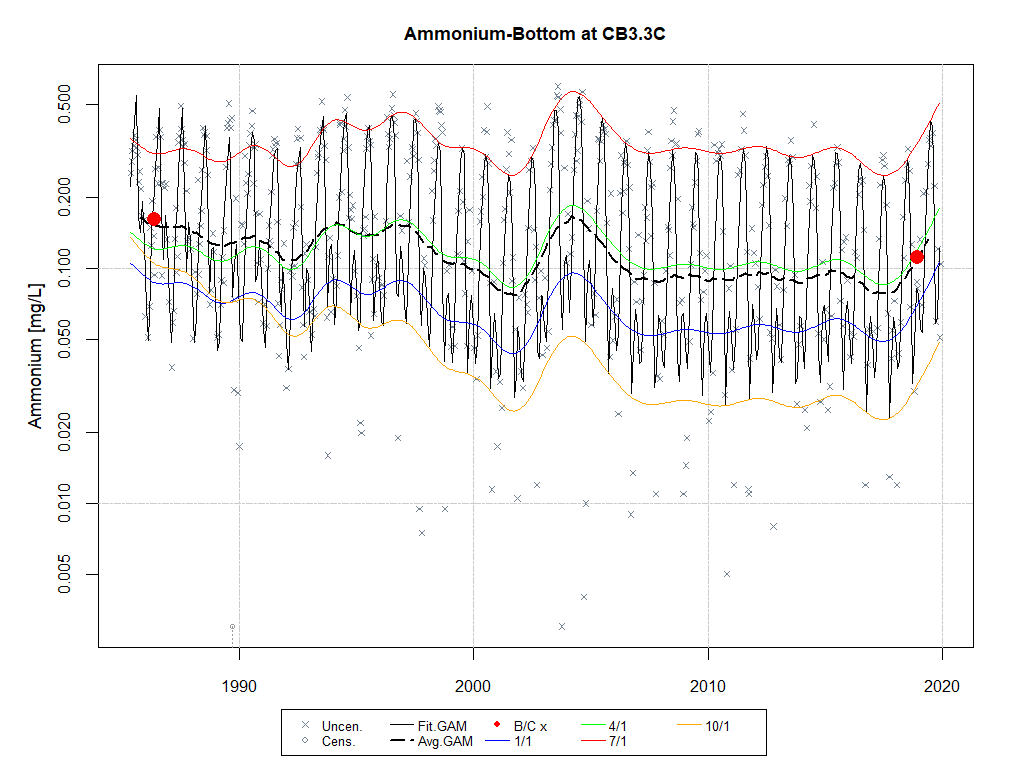 Ammonium-Bottom at CB3.3C
Ammonium [mg/L]
0.500
0.200
0.100
0.050
0.020
0.010
0.005
1990 2000 2010 2020
Uncen. Fit.GAM B/C x 4/1 10/1
Cens. Avg.GAM 1/1 7/1